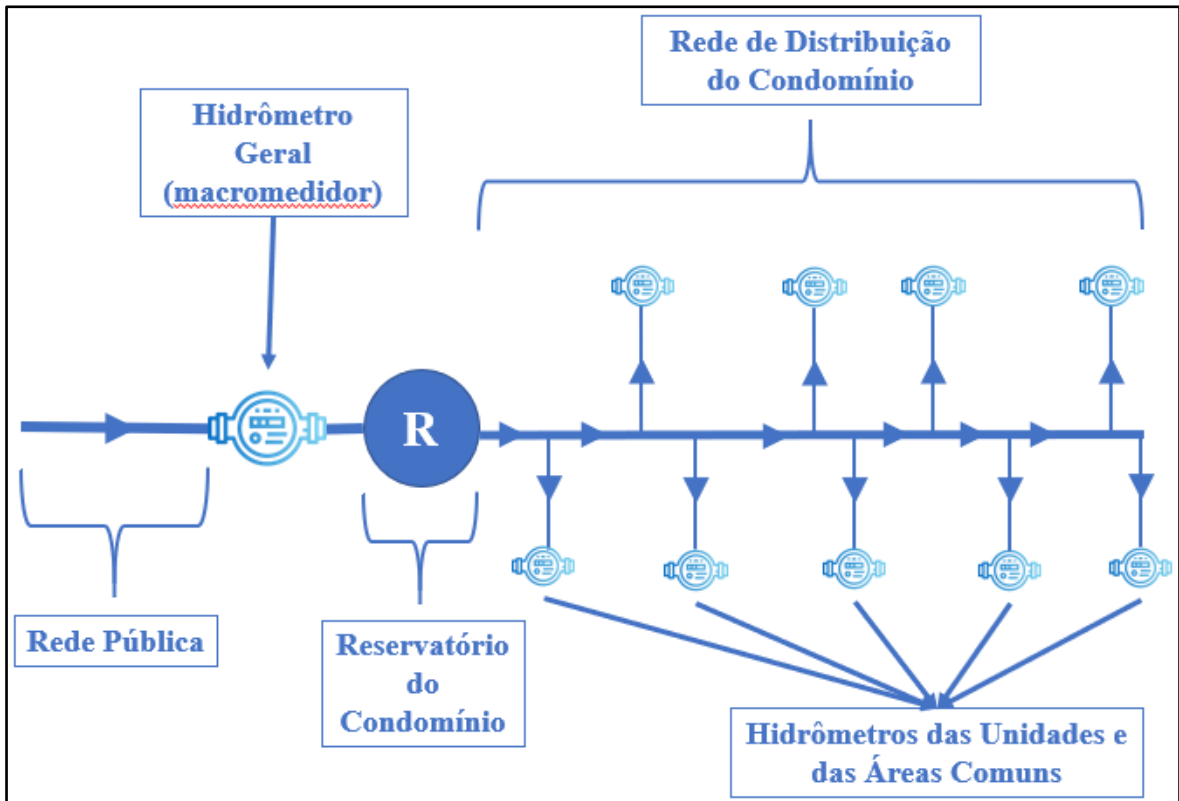 Rede de Distribuição
do Condomínio
Hidrômetro
Geral
(macromedidor)
R
Rede Pública
Reservatório
do
Condomínio
Hidrômetros das Unidades e
das Áreas Comuns